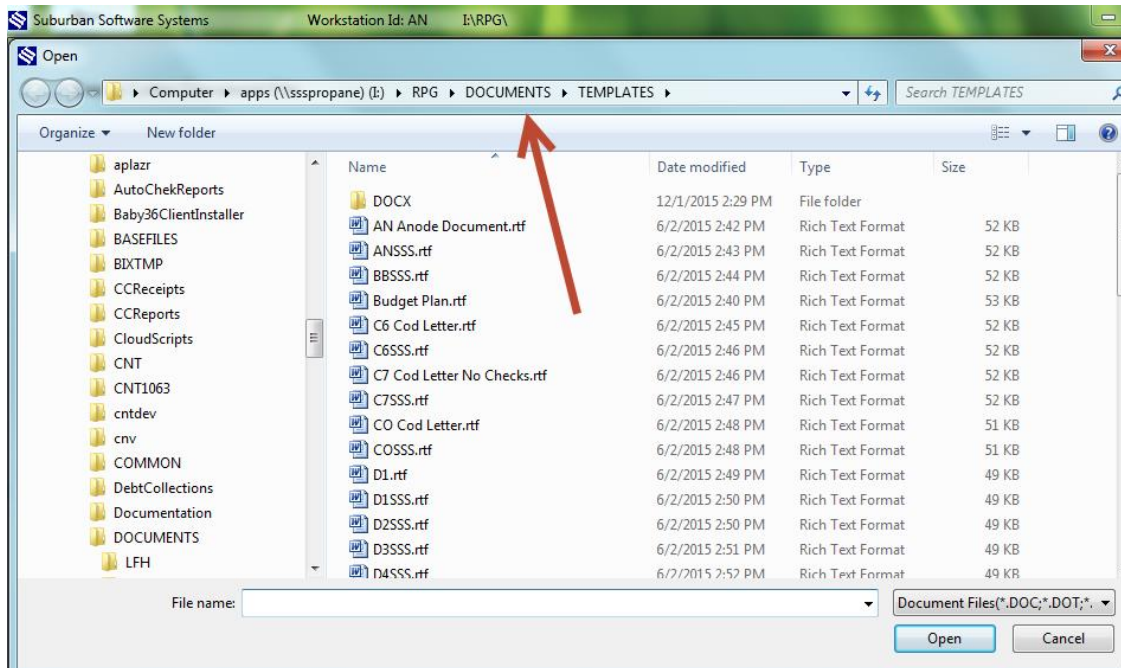 Suburban Software Systems Workstation Id: AN I:\RPG\
Open
Computer apps (\\ssspropane) (I:) RPG DOCUMENTS TEMPLATES Search TEMPLATES
Organize New folder
Name Date modified Type Size
aplazr
AutoChekReports
Baby36ClientInstaller
BASEFILES
BIXTMP
CCReceipts
CCReports
CloudScripts
CNT
CNT1063
cntdev
cnv
COMMON
DebtCollections
Documentation
DOCUMENTS
LFH
DOCX 12/1/2015 2:29 PM File folder
AN Anode Document.rtf 6/2/2015 2:42 PM Rich Text Format 52 KB
ANSSS.rtf 6/2/2015 2:43 PM Rich Text Format 52 KB
BBSSS.rtf 6/2/2015 2:44 PM Rich Text Format 52 KB
Budget Plan.rtf 6/2/2015 2:40 PM Rich Text Format 53 KB
C6 Cod Letter.rtf 6/2/2015 2:45 PM Rich Text Format 52 KB
C6SSS.rtf 6/2/2015 2:46 PM Rich Text Format 52 KB
C7 Cod Letter No Checks.rtf 6/2/2015 2:46 PM Rich Text Format 52 KB
C7SSS.rtf 6/2/2015 2:47 PM Rich Text Format 52 KB
CO Cod Letter.rtf 6/2/2015 2:48 PM Rich Text Format 51 KB
COSSS.rtf 6/2/2015 2:48 PM Rich Text Format 51 KB
D1.rtf 6/2/2015 2:49 PM Rich Text Format 49 KB
D1SSS.rtf 6/2/2015 2:50 PM Rich Text Format 49 KB
D2SSS.rtf 6/2/2015 2:50 PM Rich Text Format 49 KB
D3SSS.rtf 6/2/2015 2:51 PM Rich Text Format 49 KB
D4SSS.rtf 6/2/2015 2:52 PM Rich Text Format 49 KB
File name: Document Files(*.DOC;*.DOT;*.
Open Cancel